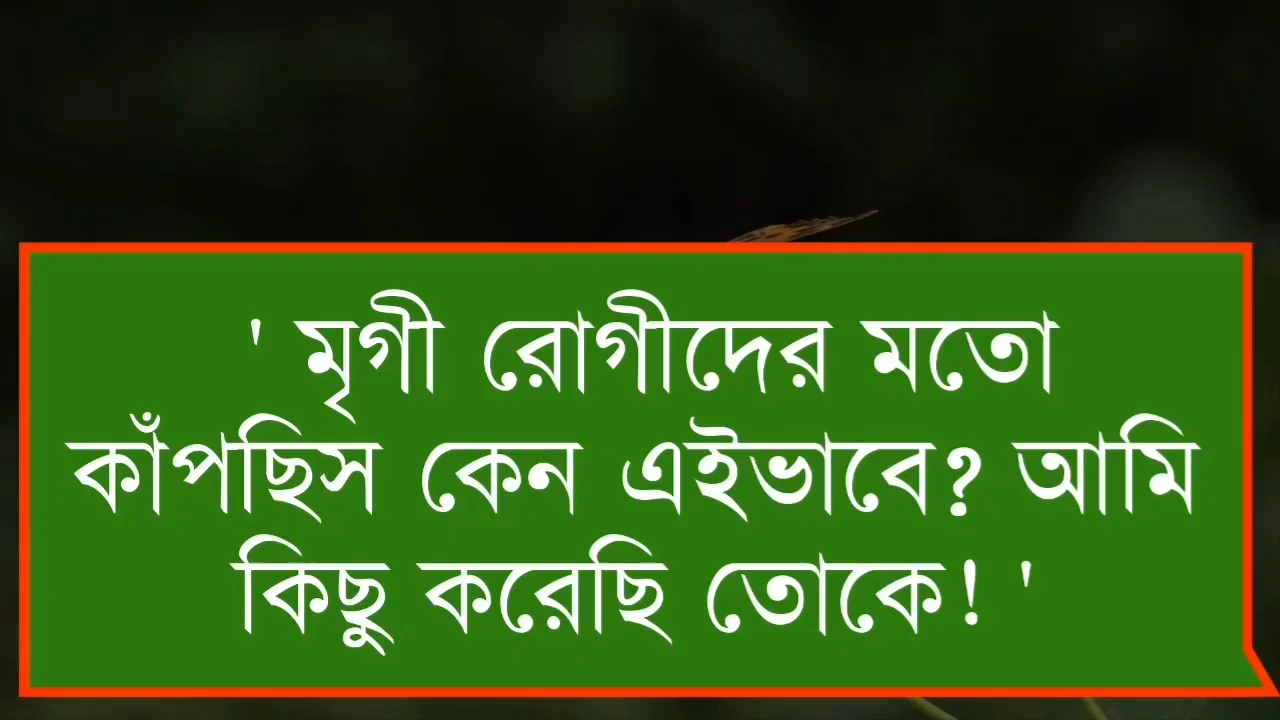 ' মৃগী রোগীদের মতো
কাঁপছিস কেন এইভাবে? আমি
কিছু করেছি তোকে! '